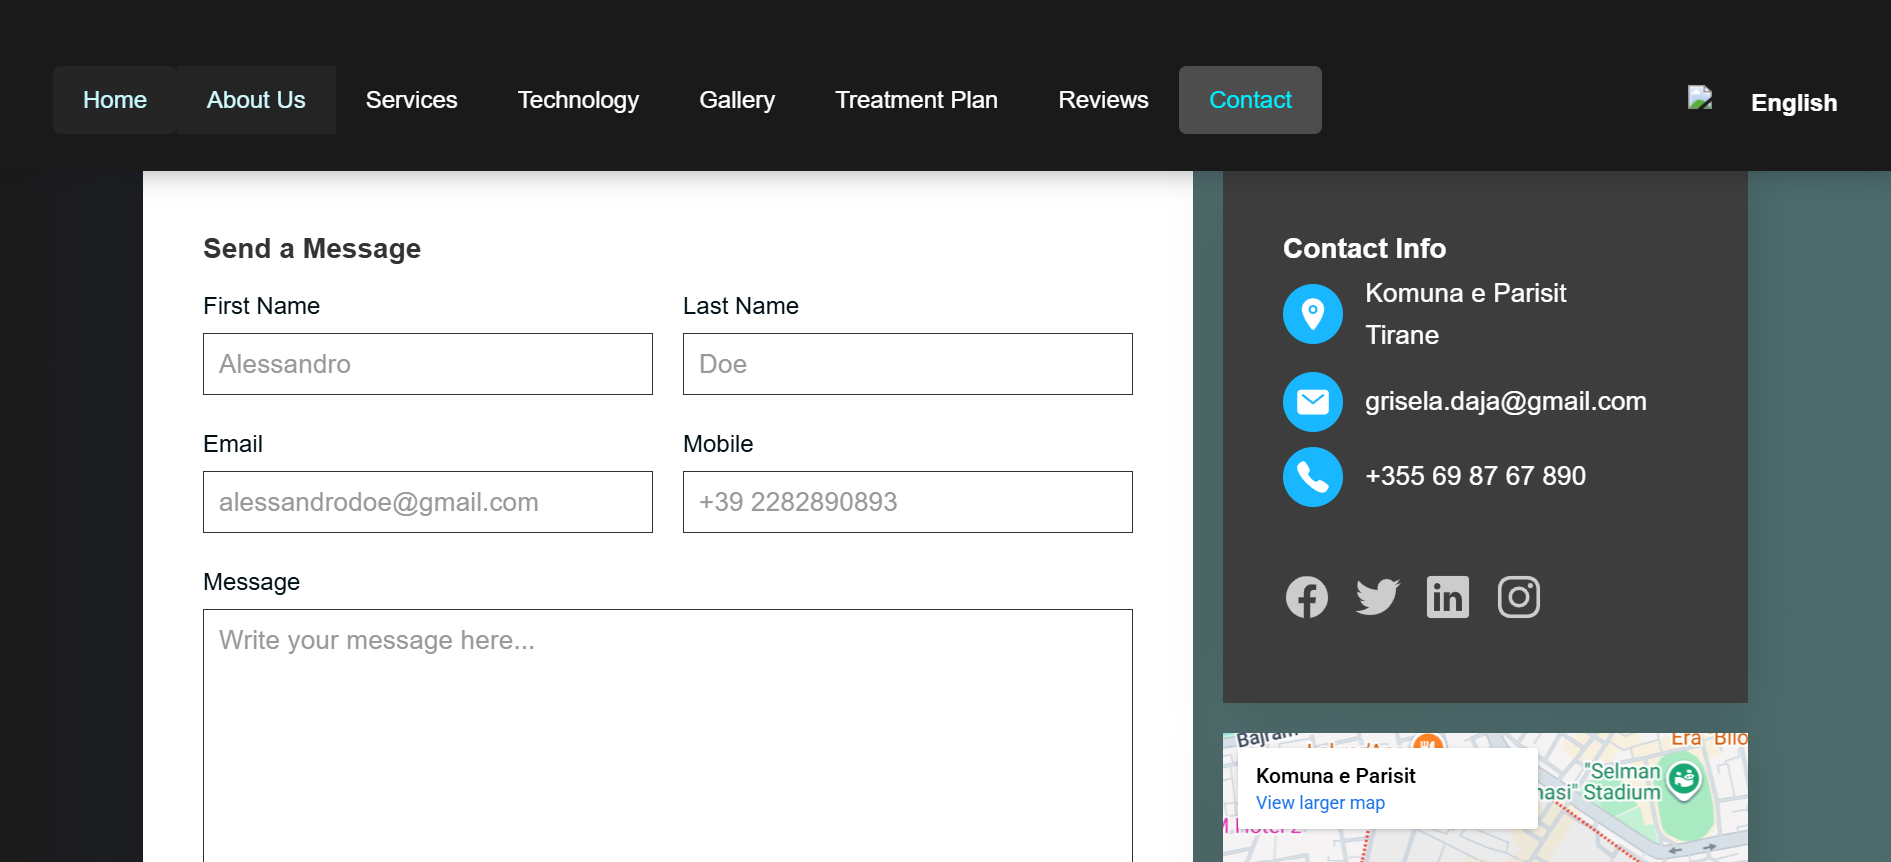 Home About Us Services Technology Gallery Treatment Plan Reviews Contact English
Send a Message
First Name Last Name
Alessandro Doe
Email Mobile
alessandrodoe@gmail.com +39 2282890893
Message
Write your message here...
Contact Info
Komuna e Parisit
Tirane
grisela.daja@gmail.com
+355 69 87 67 890
Bajram
Era
Komuna e Parisit
View larger map
"Selman
Stadium